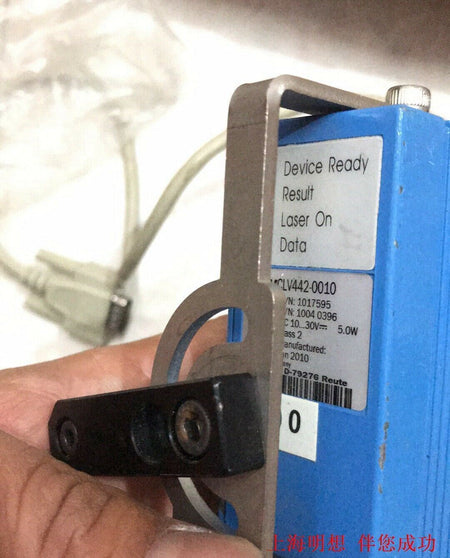 Device Ready
Result
Laser On
Data
CLV442-0010
/N: 1017595
/N: 1004 0396
C 10...30V⎓ 5.0W
ass 2
anufactured:
n 2010
any
D-79276 Reute
0
上海明想 伴您成功